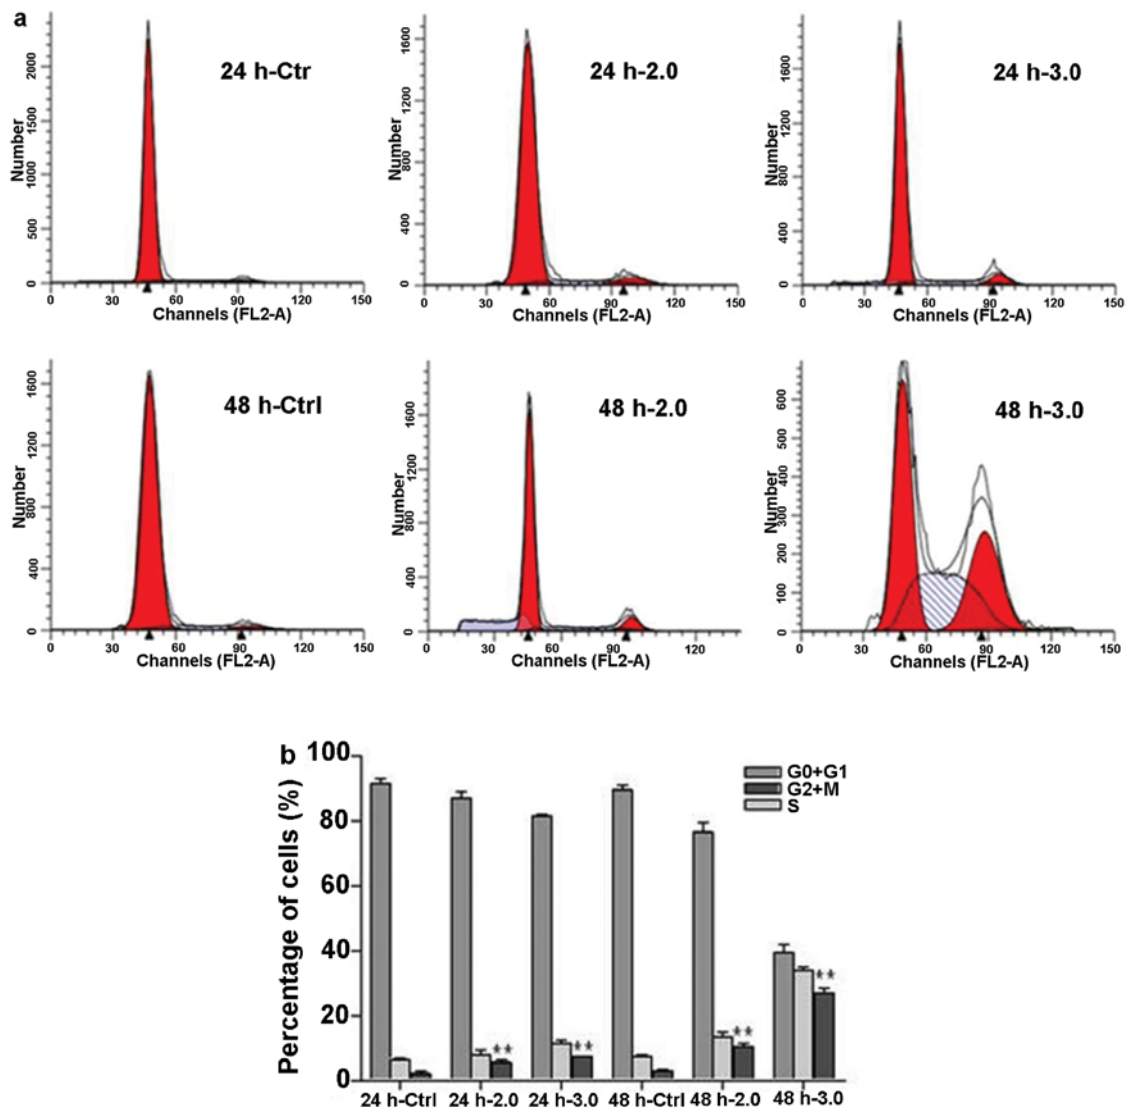 a
24 h-Ctr
Number
0
500
1000
1500
2000
0 30 60 90 120 150
Channels (FL2-A)
24 h-2.0
Number
0
400
800
1200
1600
0 30 60 90 120 150
Channels (FL2-A)
24 h-3.0
Number
0
400
800
1200
1600
0 30 60 90 120 150
Channels (FL2-A)
48 h-Ctrl
Number
0
400
800
1200
1600
0 30 60 90 120 150
Channels (FL2-A)
48 h-2.0
Number
0
400
800
1200
1600
0 30 60 90 120
Channels (FL2-A)
48 h-3.0
Number
0
100
200
300
400
500
600
0 30 60 90 120 150
Channels (FL2-A)
b
Percentage of cells (%)
100
80
60
40
20
0
G0+G1
G2+M
S
**
**
**
**
24 h-Ctrl 24 h-2.0 24 h-3.0 48 h-Ctrl 48 h-2.0 48 h-3.0